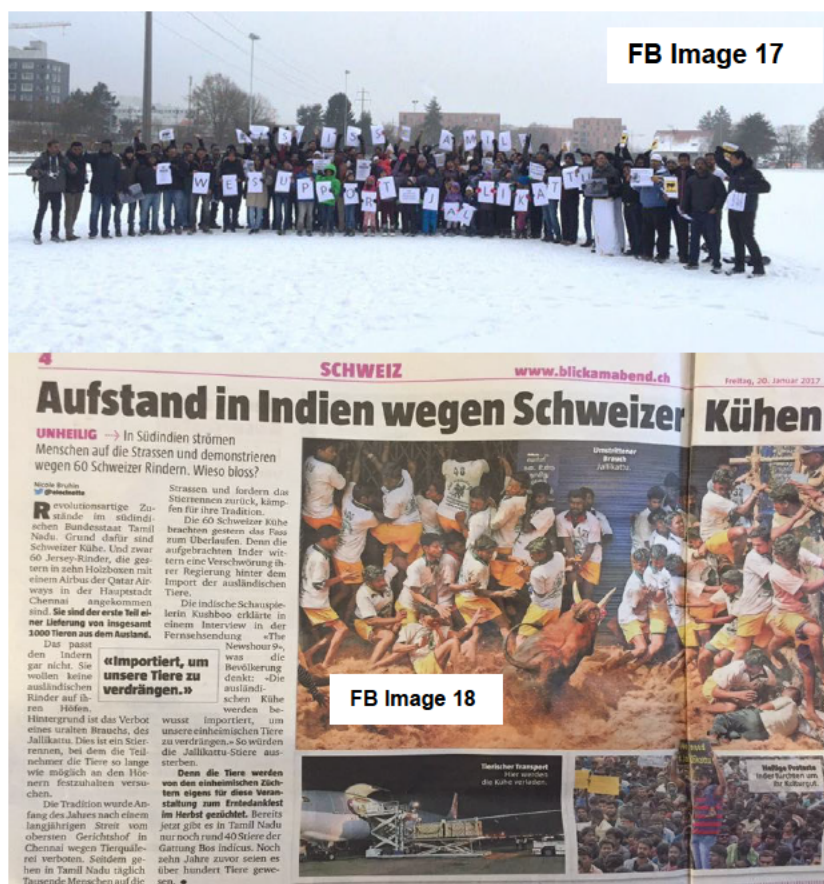 FB Image 17
WE SUPPORT JALLIKATTU
4
SCHWEIZ
www.blickamabend.ch
Freitag, 20. Januar 2017
Aufstand in Indien wegen Schweizer Kühen
UNHEILIG → In Südindien strömen
Menschen auf die Strassen und demonstrieren
wegen 60 Schweizer Rindern. Wieso bloss?
Nicole Bruhin
Revolutionsartige Zu-
stände im südindi-
schen Bundesstaat Tamil
Nadu. Grund dafür sind
Schweizer Kühe. Und zwar
60 Jersey-Rinder, die ges-
tern in zehn Holzboxen mit
einem Airbus der Qatar Air-
ways in der Hauptstadt
Chennai angekommen
sind. Sie sind der erste Teil ei-
ner Lieferung von insgesamt
1000 Tieren aus dem Ausland.
Das passt
den Indern
gar nicht. Sie
wollen keine
ausländischen
Rinder auf ih-
ren Höfen.
Hintergrund ist das Verbot
eines uralten Brauchs, des
Jallikattu. Dies ist ein Stier-
rennen, bei dem die Teil-
nehmer die Tiere so lange
wie möglich an den Hör-
nern festzuhalten versu-
chen.
Die Tradition wurde An-
fang des Jahres nach einem
langjährigen Streit vom
obersten Gerichtshof in
Chennai wegen Tierquäle-
rei verboten. Seitdem ge-
hen in Tamil Nadu täglich
Tausende Menschen auf die
Strassen und fordern das
Stierrennen zurück, kämp-
fen für ihre Tradition.
Die 60 Schweizer Kühe
brachten gestern das Fass
zum Überlaufen. Denn die
aufgebrachten Inder wit-
tern eine Verschwörung ih-
rer Regierung hinter dem
Import der ausländischen
Tiere.
Die indische Schauspie-
lerin Kushboo erklärte in
einem Interview in der
Fernsehsendung «The
Newshour 9»,
was die
Bevölkerung
denkt: «Die
ausländi-
schen Kühe
werden be-
wusst importiert, um
unsere einheimischen Tiere
zu verdrängen.» So würden
die Jallikattu-Stiere aus-
sterben.
Denn die Tiere werden
von den einheimischen Züch-
tern eigens für diese Veran-
staltung zum Erntedankfest
im Herbst gezüchtet. Bereits
jetzt gibt es in Tamil Nadu
nur noch rund 40 Stiere der
Gattung Bos indicus. Noch
zehn Jahre zuvor seien es
über hundert Tiere gewe-
sen.
«Importiert, um
unsere Tiere zu
verdrängen.»
Umstrittener
Brauch
Jallikattu.
FB Image 18
Tierischer Transport
Hier werden
die Kühe verladen.
Heftige Proteste
Inder fürchten um
ihr Kulturgut.